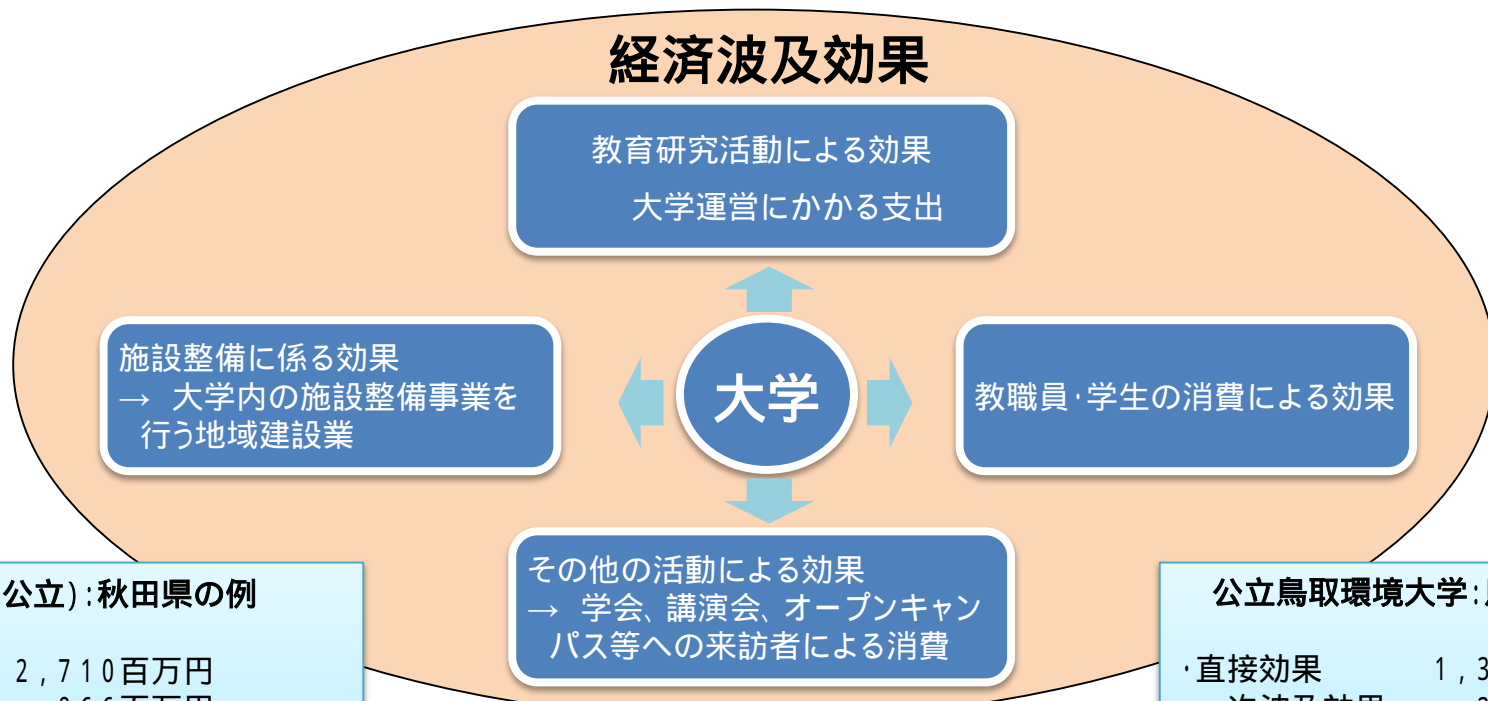 経済波及効果
教育研究活動による効果
大学運営にかかる支出
施設整備に係る効果
→ 大学内の施設整備事業を
行う地域建設業
大学
教職員・学生の消費による効果
その他の活動による効果
→ 学会、講演会、オープンキャン
パス等への来訪者による消費
公立):秋田県の例
2,710百万円
公立鳥取環境大学:
・直接効果 1,3